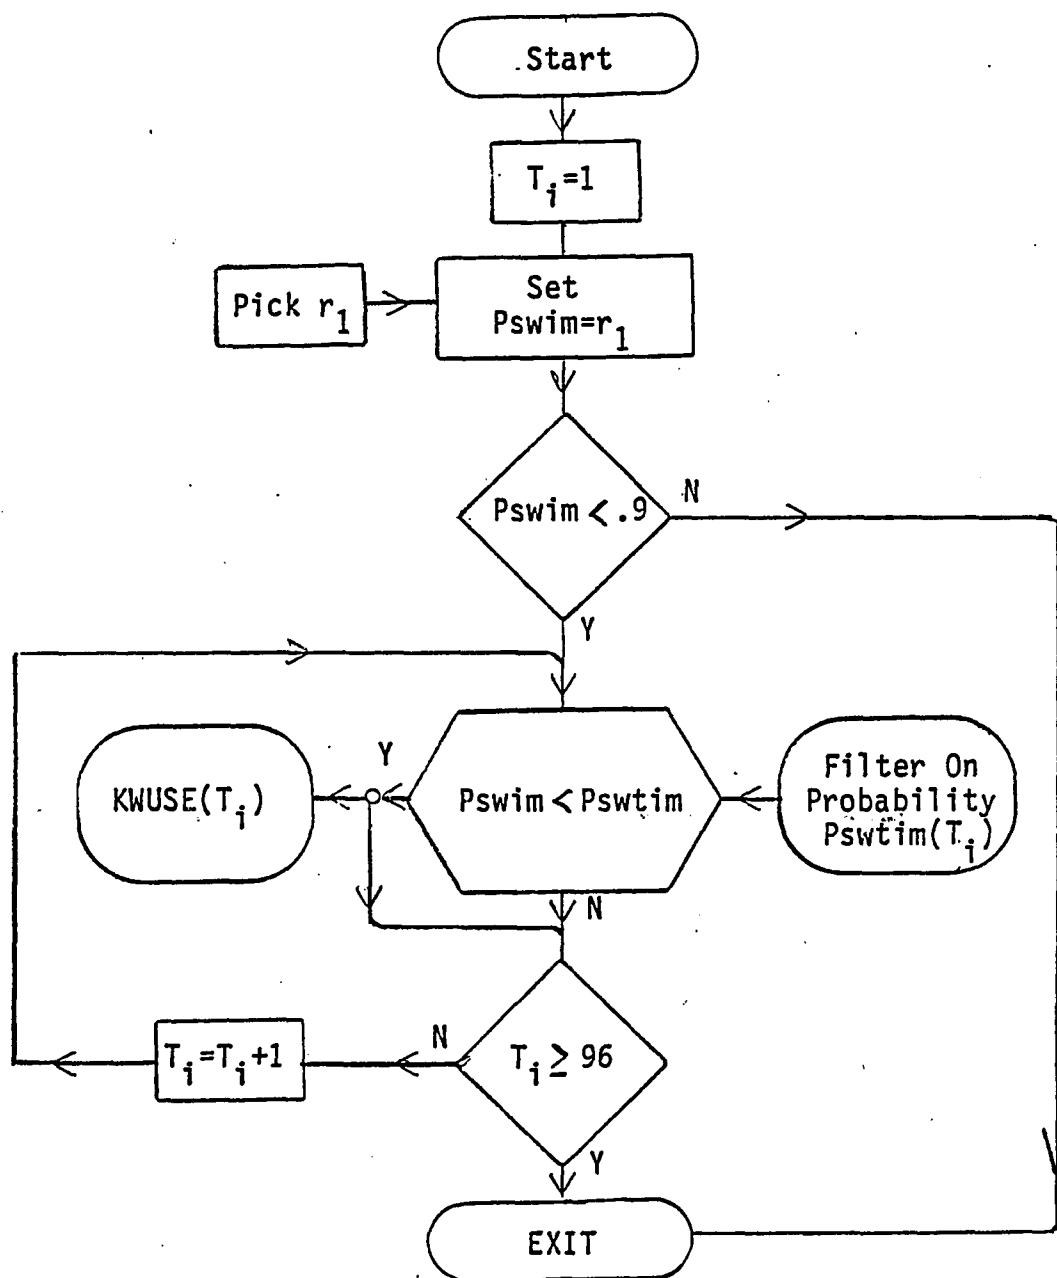 Start
T_i=1
Pick r_1
Set
Pswim=r_1
Pswim < .9
N
Y
Y
KWUSE(T_i)
Pswim < Pswtim
Filter On
Probability
Pswtim(T_i)
N
T_i=T_i+1
N
T_i ≥ 96
Y
EXIT